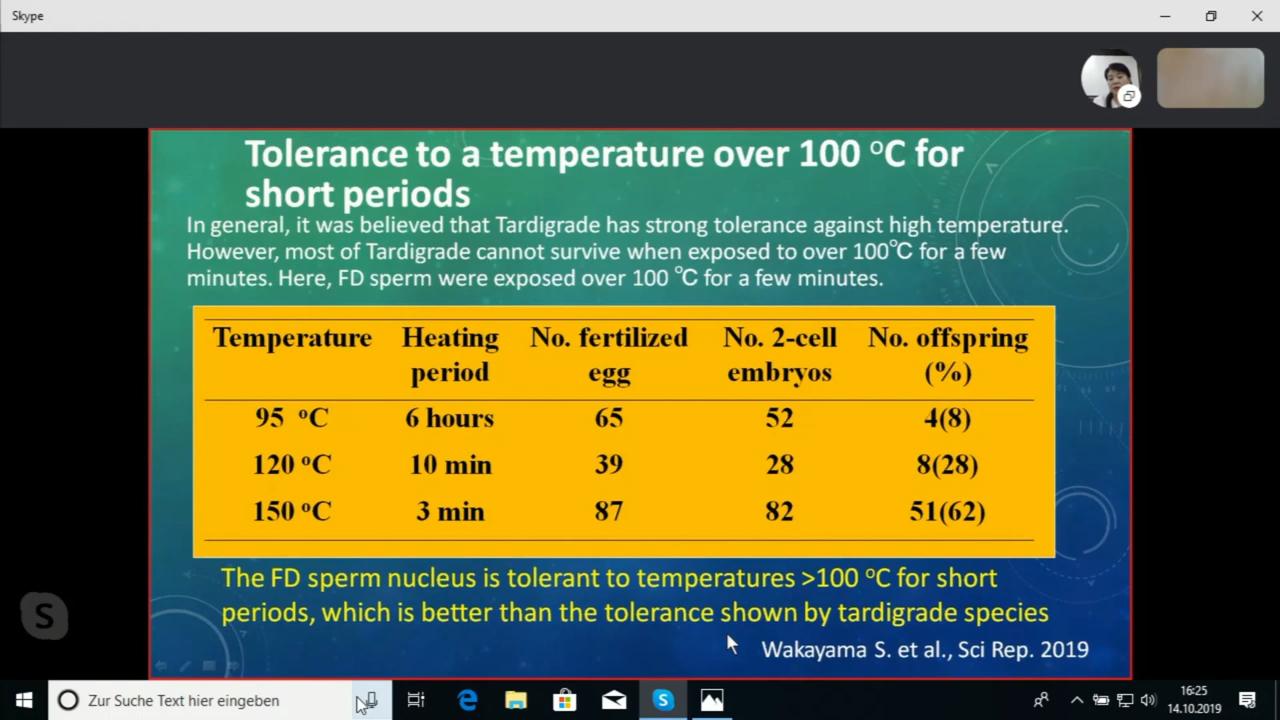 Skype
Tolerance to a temperature over 100 °C for
short periods
In general, it was believed that Tardigrade has strong tolerance against high temperature.
However, most of Tardigrade cannot survive when exposed to over 100℃ for a few
minutes. Here, FD sperm were exposed over 100 ℃ for a few minutes.
Temperature Heating No. fertilized No. 2-cell No. offspring
period egg embryos (%)
95 °C 6 hours 65 52 4(8)
120 °C 10 min 39 28 8(28)
150 °C 3 min 87 82 51(62)
The FD sperm nucleus is tolerant to temperatures >100 °C for short
periods, which is better than the tolerance shown by tardigrade species
Wakayama S. et al., Sci Rep. 2019
S
Zur Suche Text hier eingeben
16:25
14.10.2019